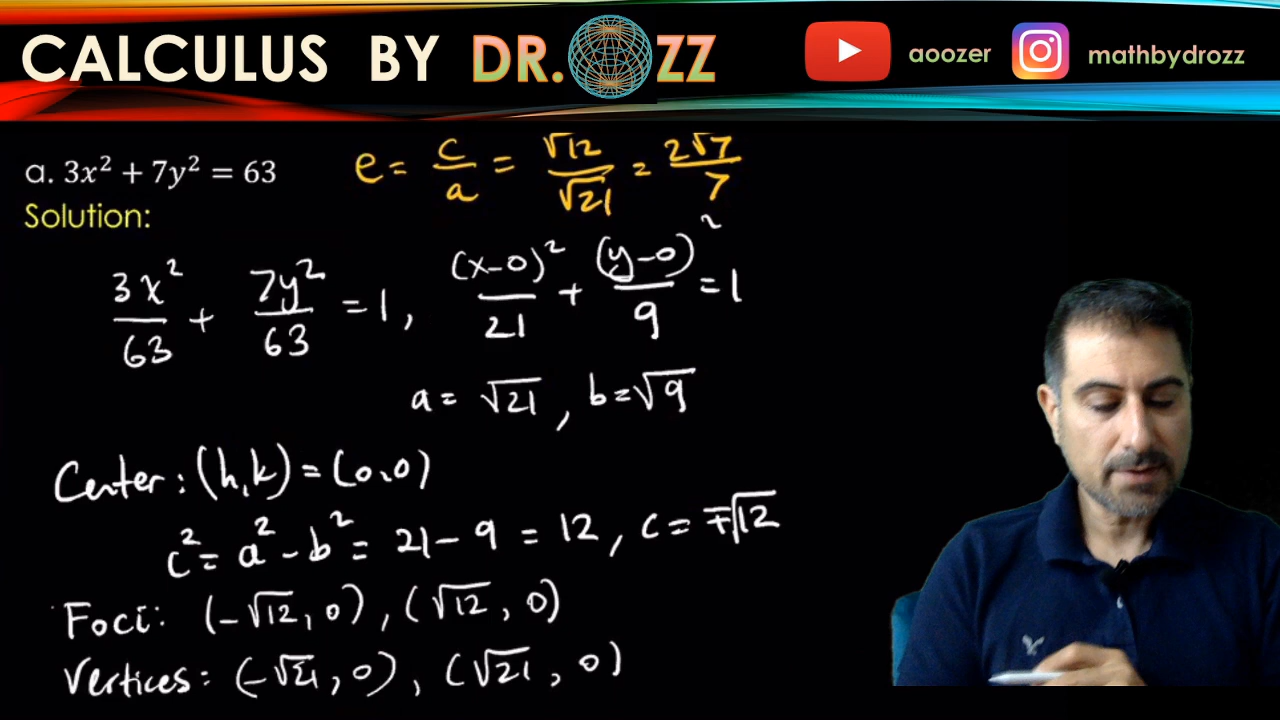 CALCULUS BY DR. ZZ
aoozer
mathbydrozz
a. 3x² + 7y² = 63
e = c/a = √12/√21 = 2√7/7
Solution:
3x²/63 + 7y²/63 = 1, (x-0)²/21 + (y-0)²/9 = 1
a = √21, b = √9
Center: (h,k) = (0,0)
c² = a² - b² = 21 - 9 = 12, c = ∓√12
Foci: (-√12, 0), (√12, 0)
Vertices: (-√21, 0), (√21, 0)